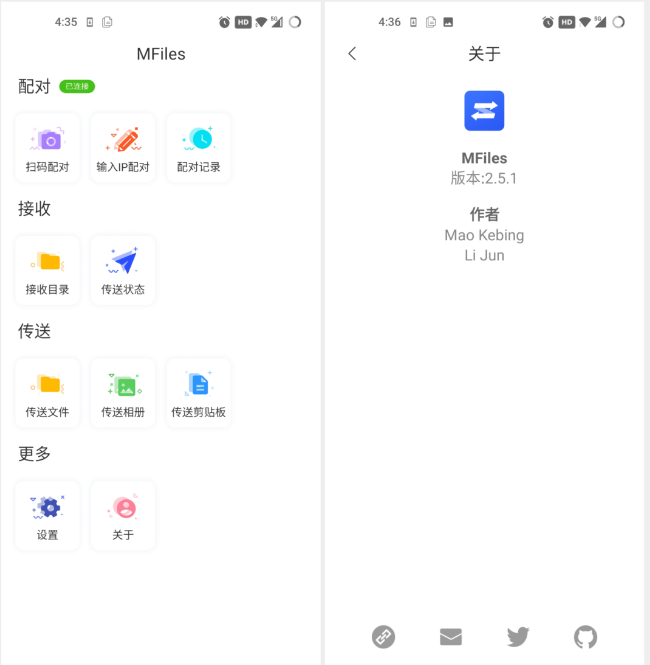 4:35
HD
5G
MFiles
配对
已连接
扫码配对
输入IP配对
配对记录
接收
接收目录
传送状态
传送
传送文件
传送相册
传送剪贴板
更多
设置
关于
4:36
HD
5G
关于
MFiles
版本:2.5.1
作者
Mao Kebing
Li Jun